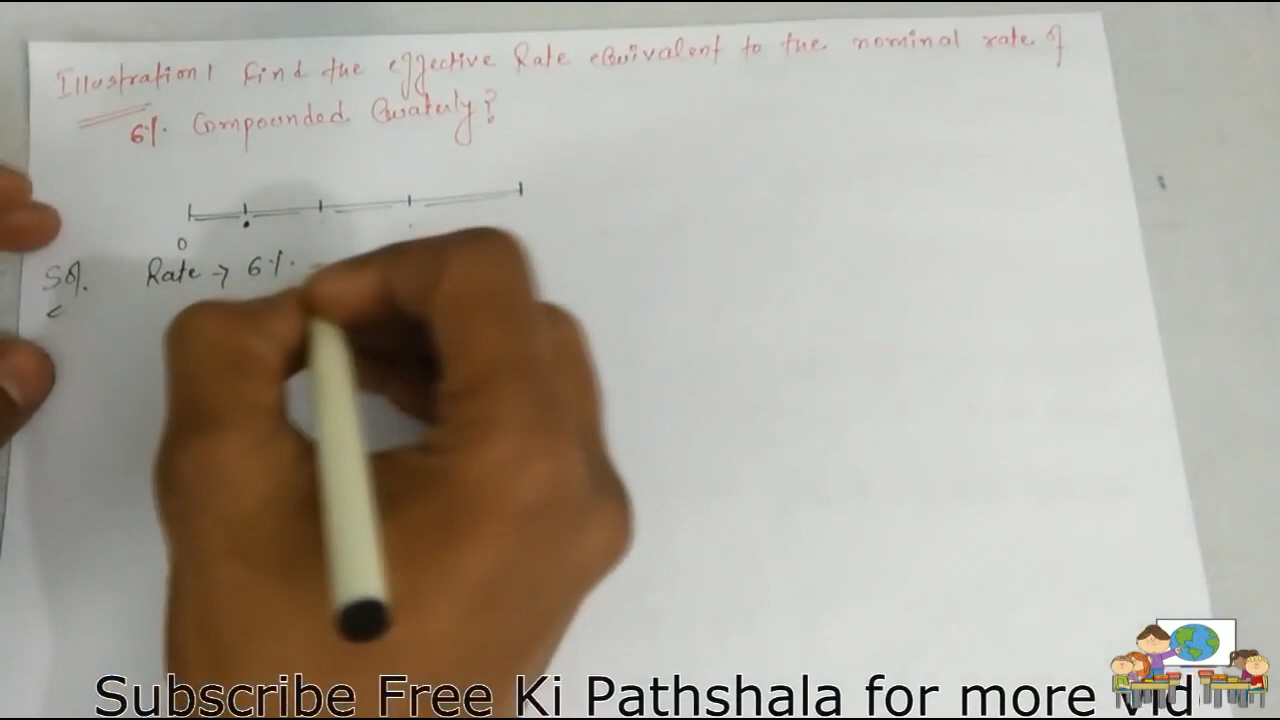 Illustration 1 Find the effective Rate equivalent to the nominal rate of
6%. Compounded Quaterly?
0
Sol. Rate → 6%.
Subscribe Free Ki Pathshala for more vid